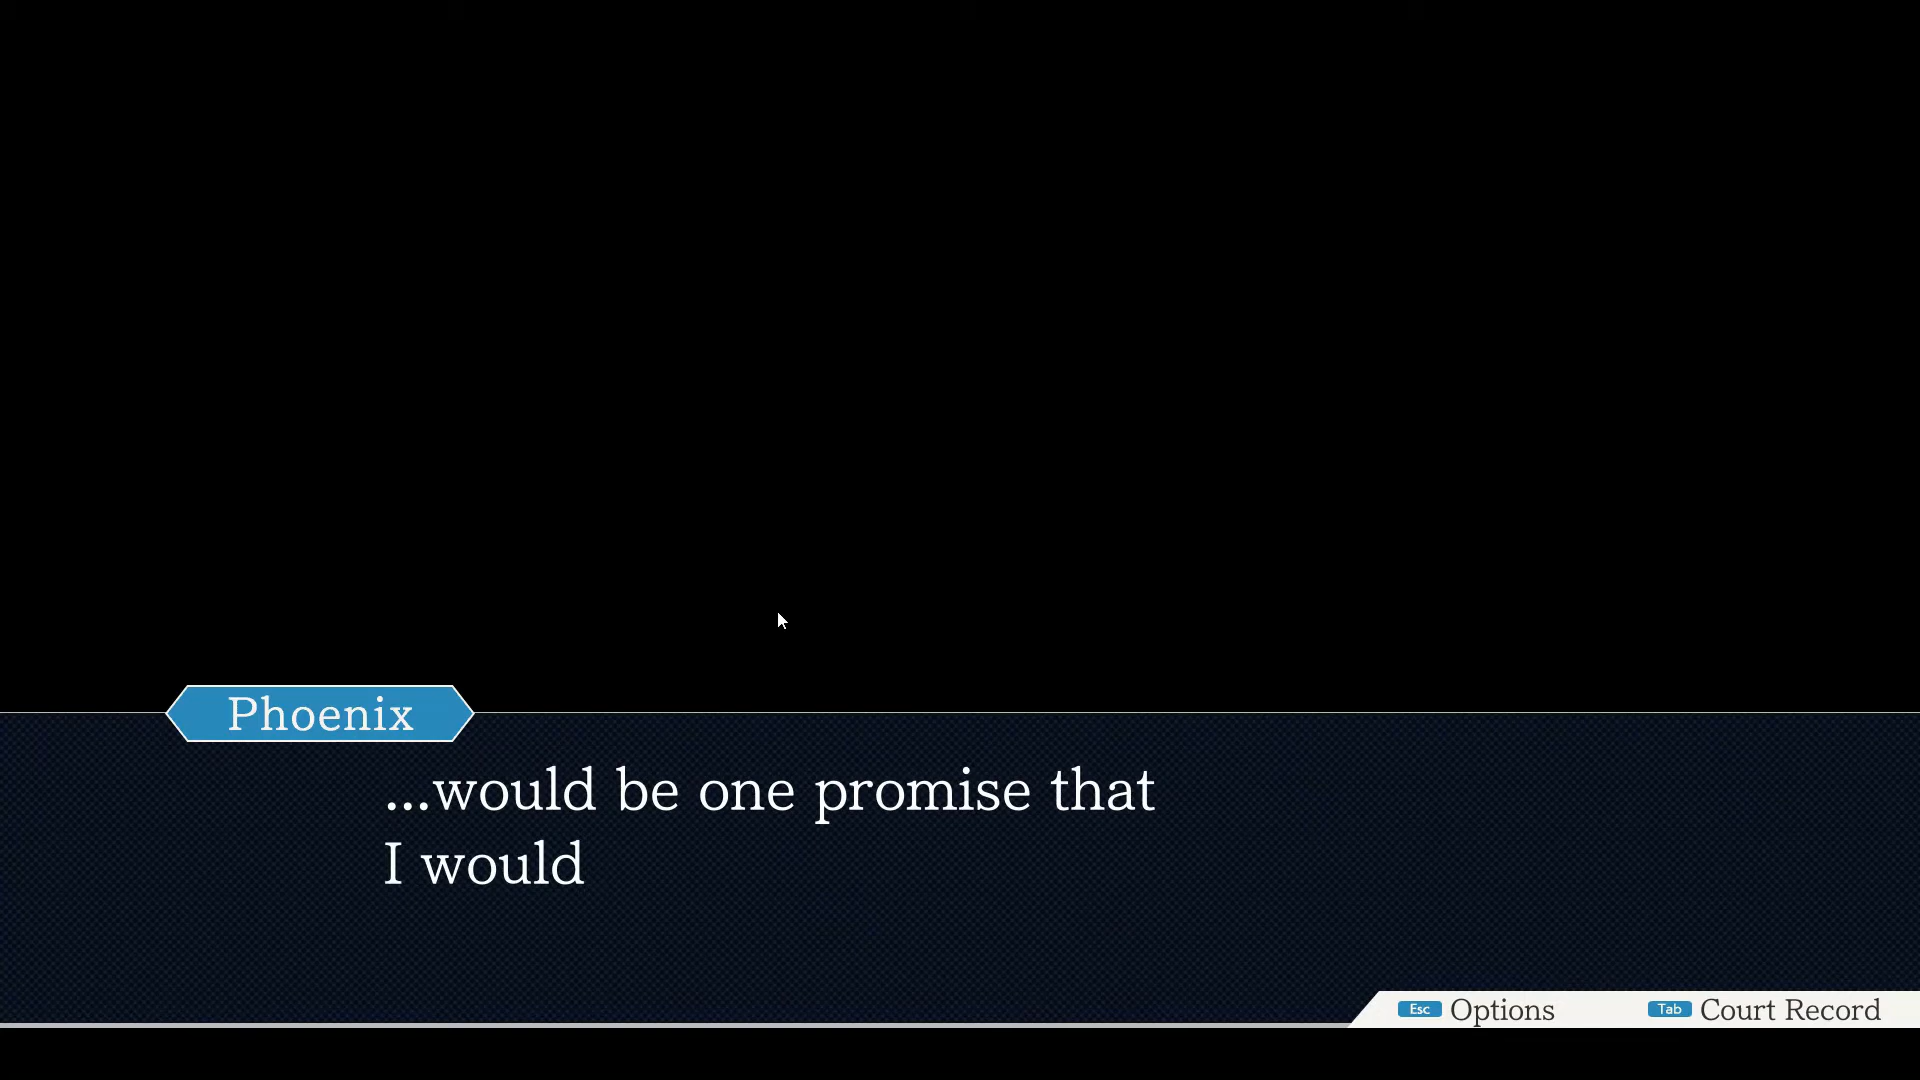 Phoenix
...would be one promise that
I would
Esc Options Tab Court Record